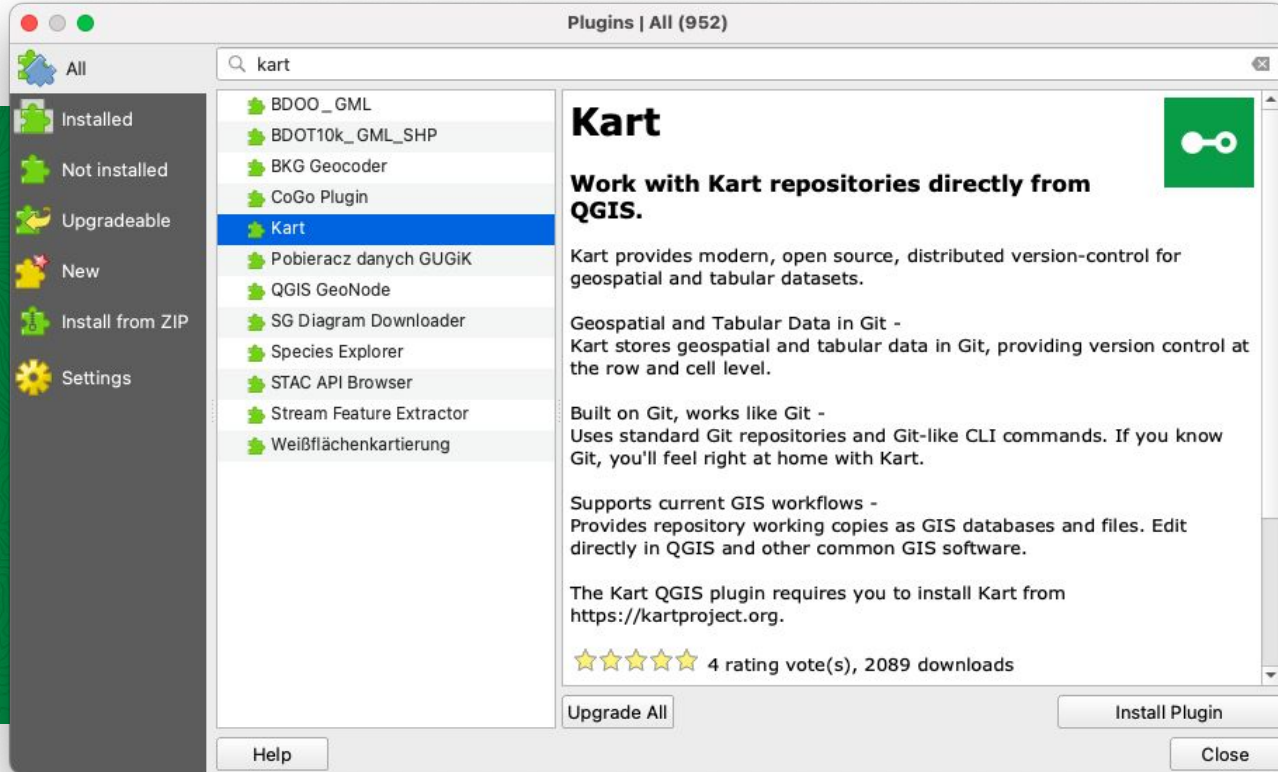 Plugins | All (952)
All
Installed
Not installed
Upgradeable
New
Install from ZIP
Settings
kart
BDOO_GML
BDOT10k_GML_SHP
BKG Geocoder
CoGo Plugin
Kart
Pobieracz danych GUGiK
QGIS GeoNode
SG Diagram Downloader
Species Explorer
STAC API Browser
Stream Feature Extractor
Weißflächenkartierung
Kart
Work with Kart repositories directly from
QGIS.
Kart provides modern, open source, distributed version-control for
geospatial and tabular datasets.
Geospatial and Tabular Data in Git -
Kart stores geospatial and tabular data in Git, providing version control at
the row and cell level.
Built on Git, works like Git -
Uses standard Git repositories and Git-like CLI commands. If you know
Git, you'll feel right at home with Kart.
Supports current GIS workflows -
Provides repository working copies as GIS databases and files. Edit
directly in QGIS and other common GIS software.
The Kart QGIS plugin requires you to install Kart from
https://kartproject.org.
4 rating vote(s), 2089 downloads
Upgrade All
Install Plugin
Help
Close